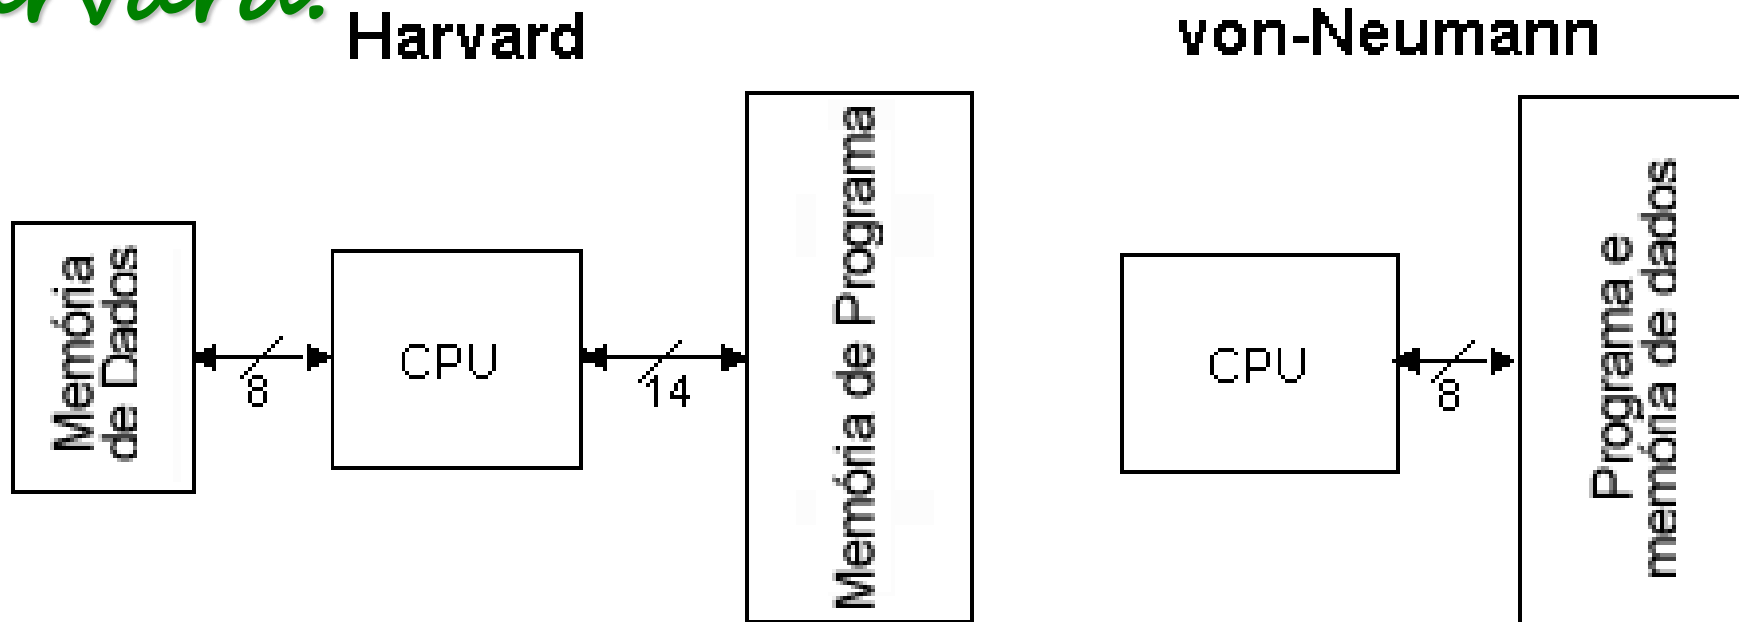 Harvard
von-Neumann
Memória
de Dados
8
CPU
14
Memória de Programa
CPU
8
Programa e
memória de dados